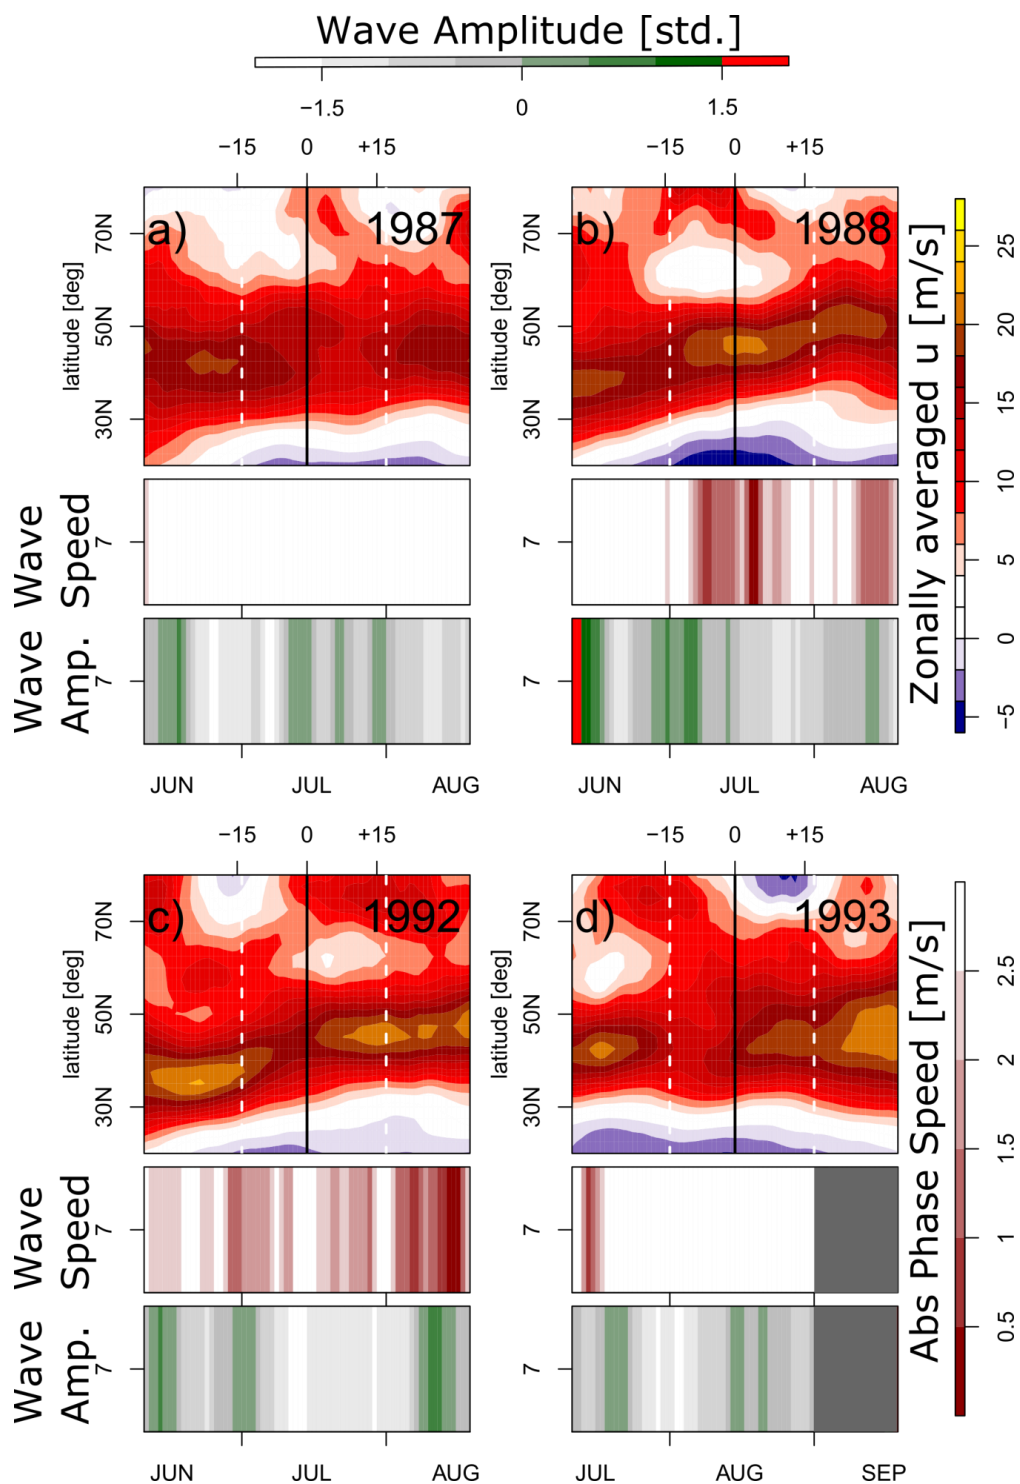 Wave Amplitude [std.]
−1.5 0 1.5
−15 0 +15 −15 0 +15
a) 1987 b) 1988
latitude [deg] 30N 50N 70N
latitude [deg] 30N 50N 70N
Zonally averaged u [m/s]
−5 0 5 10 15 20 25
Wave Speed 7 7
Wave Amp. 7 7
JUN JUL AUG JUN JUL AUG
−15 0 +15 −15 0 +15
c) 1992 d) 1993
latitude [deg] 30N 50N 70N
latitude [deg] 30N 50N 70N
Abs Phase Speed [m/s]
0.5 1 1.5 2 2.5
Wave Speed 7 7
Wave Amp. 7 7
JUN JUL AUG JUL AUG SEP